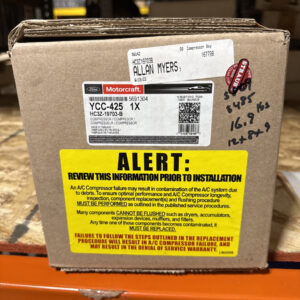 HC3Z19703B
ALLAN MYERS:
Ford
Motorcraft
YCC-425 1X
HC3Z-19703-B
ALERT:
REVIEW THIS INFORMATION PRIOR TO INSTALLATION
An A/C Compressor failure may result in contamination of the A/C system due
to debris. To ensure optimal performance and A/C Compressor longevity,
inspection, component replacement(s) and flushing procedure
MUST BE PERFORMED as outlined in the published service procedures.
Many components CANNOT BE FLUSHED such as dryers, accumulators,
expansion devices, mufflers, and filters.
Any time one of these components becomes contaminated, it
MUST BE REPLACED.
FAILURE TO FOLLOW THE STEPS OUTLINED IN THE REPLACEMENT
PROCEDURE WILL RESULT IN A/C COMPRESSOR FAILURE, AND
MAY RESULT IN THE DENIAL OF SERVICE WARRANTY.